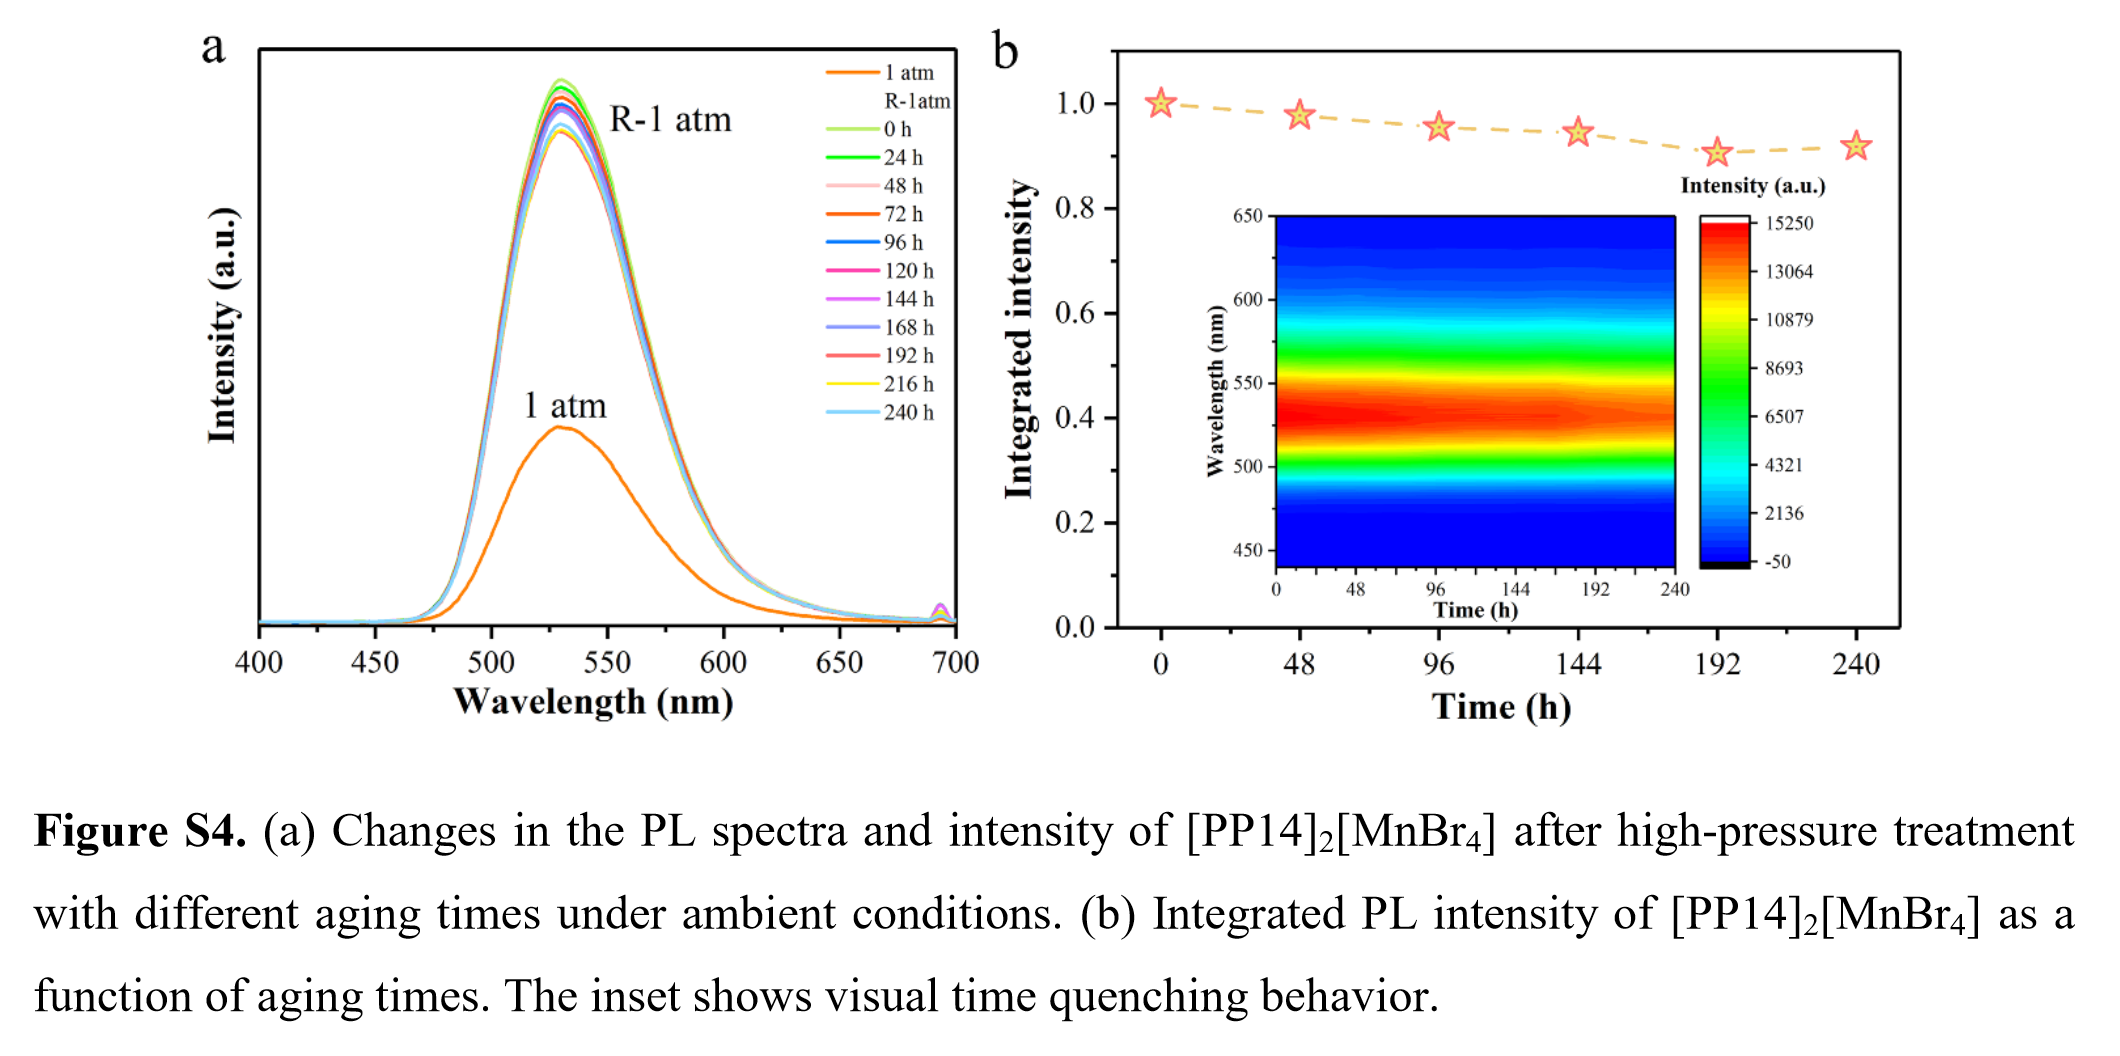 a
1 atm
R-1atm
0 h
24 h
48 h
72 h
96 h
120 h
144 h
168 h
192 h
216 h
240 h
R-1 atm
1 atm
Intensity (a.u.)
400 450 500 550 600 650 700
Wavelength (nm)
b
1.0
0.8
0.6
0.4
0.2
0.0
Integrated intensity
0 48 96 144 192 240
Time (h)
Intensity (a.u.)
15250
13064
10879
8693
6507
4321
2136
-50
650
600
550
500
450
Wavelength (nm)
0 48 96 144 192 240
Time (h)
Figure S4. (a) Changes in the PL spectra and intensity of [PP14]₂[MnBr₄] after high-pressure treatment
with different aging times under ambient conditions. (b) Integrated PL intensity of [PP14]₂[MnBr₄] as a
function of aging times. The inset shows visual time quenching behavior.